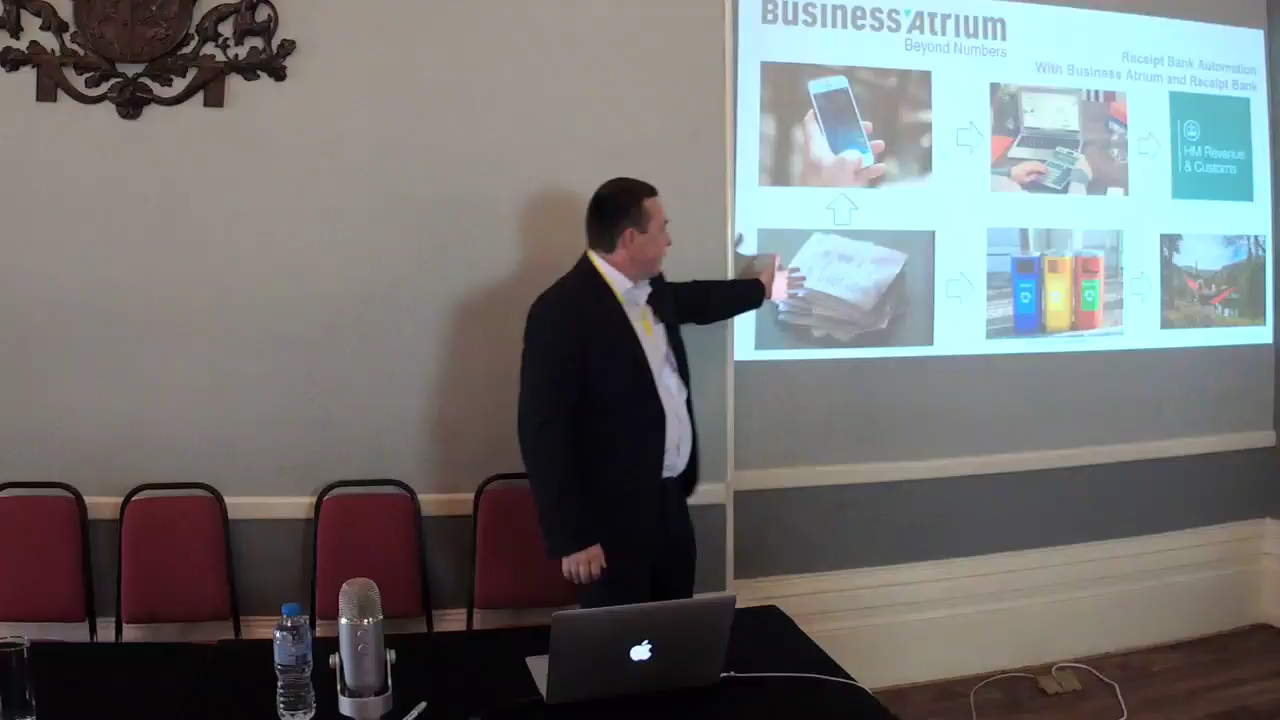 Business Atrium
Beyond Numbers
Receipt Bank Automation
With Business Atrium and Receipt Bank
HM Revenue
& Customs